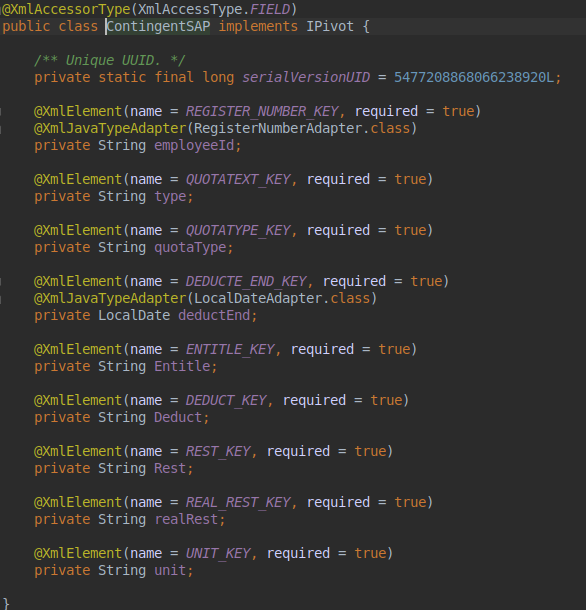 @XmlAccessorType(XmlAccessType.FIELD)
public class ContingentSAP implements IPivot {
/** Unique UUID. */
private static final long serialVersionUID = 5477208868066238920L;
@XmlElement(name = REGISTER_NUMBER_KEY, required = true)
@XmlJavaTypeAdapter(RegisterNumberAdapter.class)
private String employeeId;
@XmlElement(name = QUOTATEXT_KEY, required = true)
private String type;
@XmlElement(name = QUOTATYPE_KEY, required = true)
private String quotaType;
@XmlElement(name = DEDUCTE_END_KEY, required = true)
@XmlJavaTypeAdapter(LocalDateAdapter.class)
private LocalDate deductEnd;
@XmlElement(name = ENTITLE_KEY, required = true)
private String Entitle;
@XmlElement(name = DEDUCT_KEY, required = true)
private String Deduct;
@XmlElement(name = REST_KEY, required = true)
private String Rest;
@XmlElement(name = REAL_REST_KEY, required = true)
private String realRest;
@XmlElement(name = UNIT_KEY, required = true)
private String unit;
}